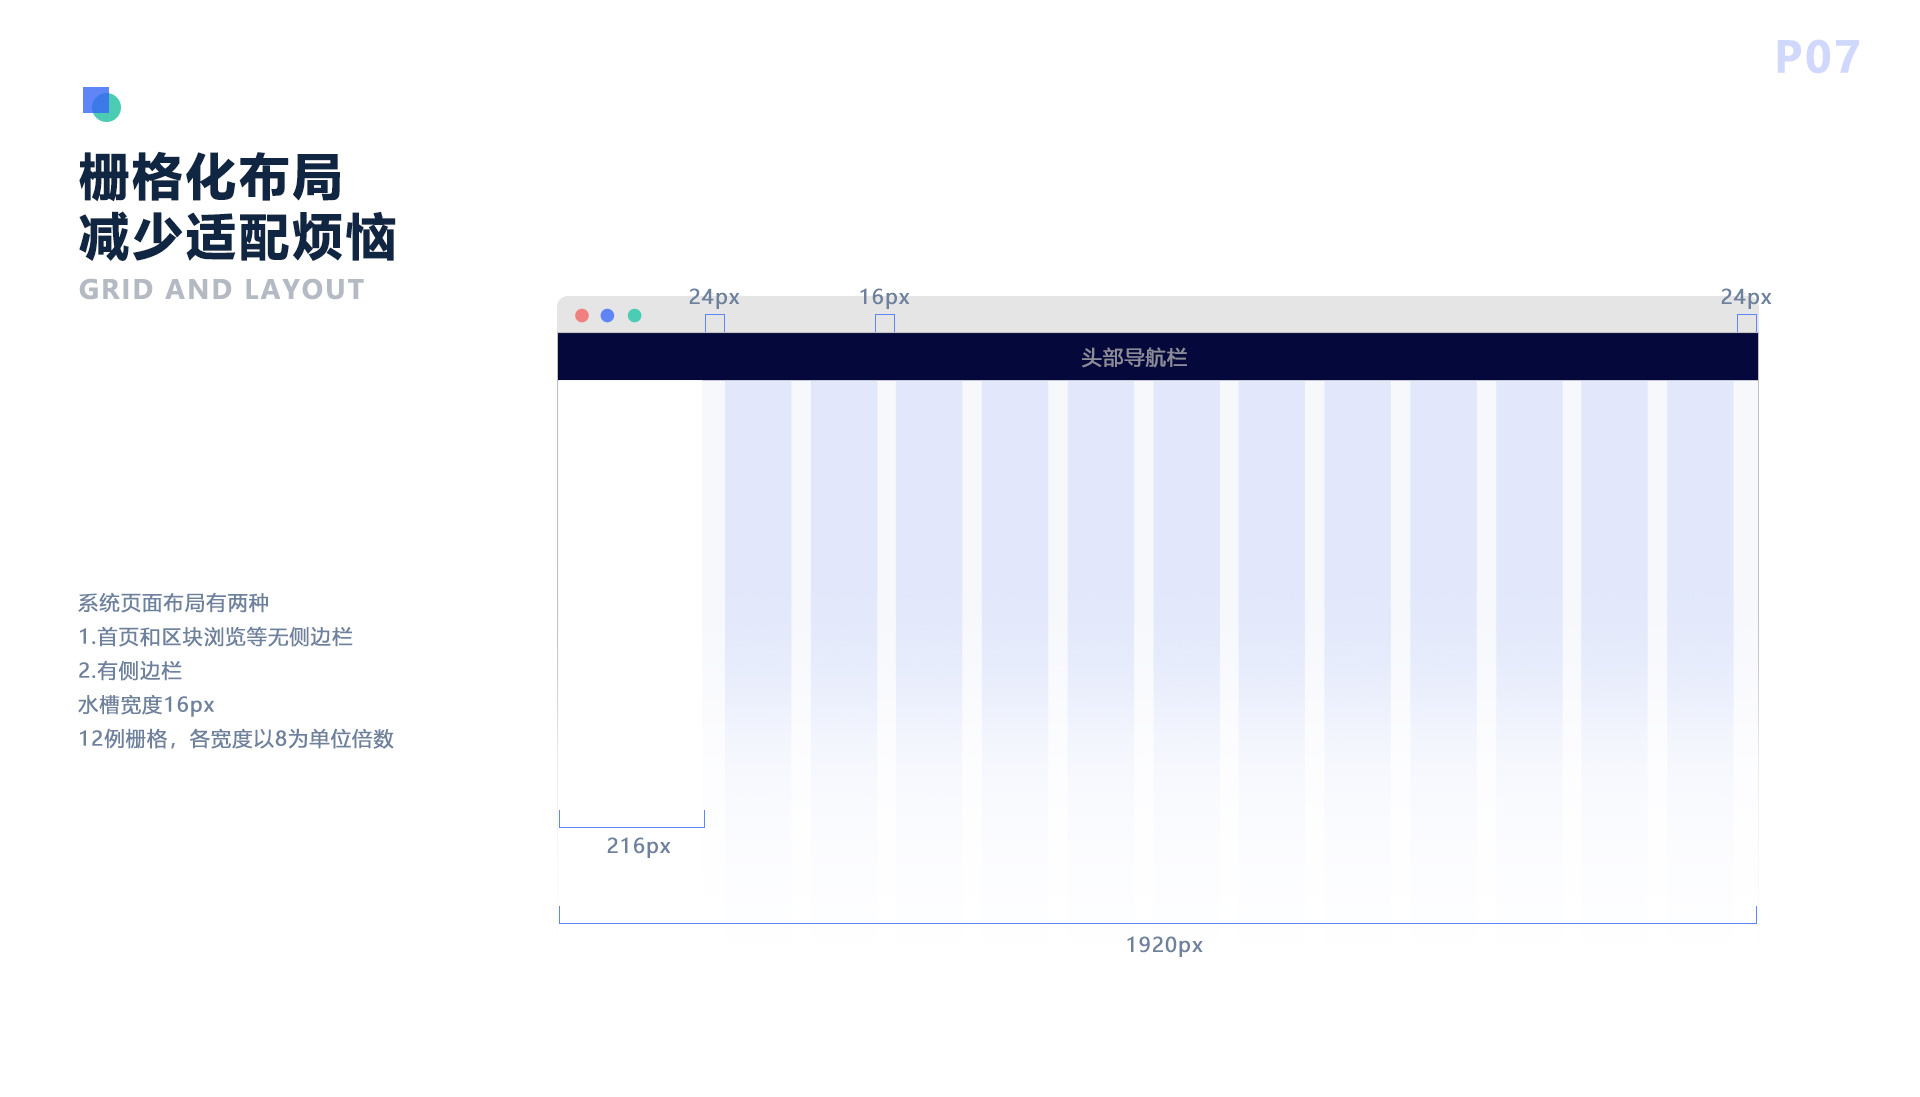 P07
栅格化布局
减少适配烦恼
GRID AND LAYOUT
24px
16px
24px
头部导航栏
系统页面布局有两种
1.首页和区块浏览等无侧边栏
2.有侧边栏
水槽宽度16px
12例栅格，各宽度以8为单位倍数
216px
1920px